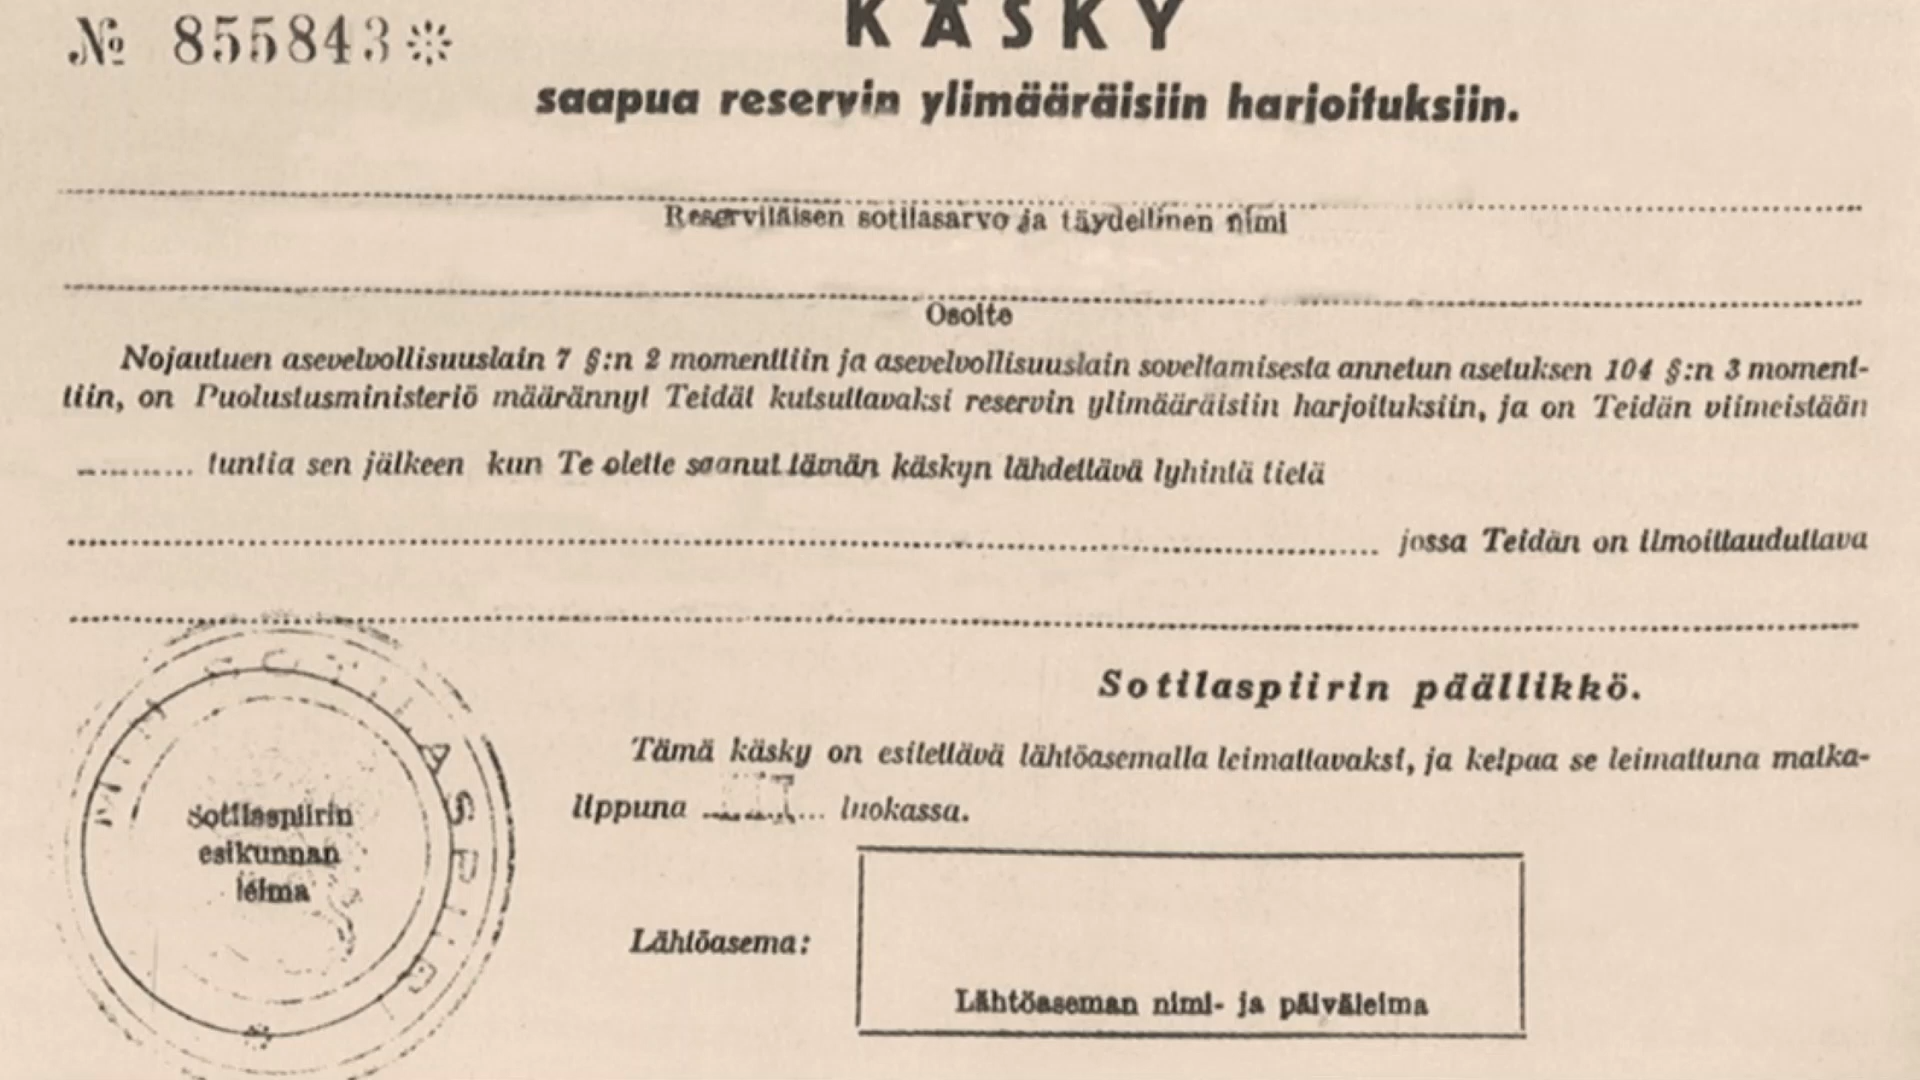 № 855843
KÄSKY
saapua reservin ylimääräisiin harjoituksiin.
Reserviläisen sotilasarvo ja täydellinen nimi
Osoite
Nojautuen asevelvollisuuslain 7 §:n 2 momenttiin ja asevelvollisuuslain soveltamisesta annetun asetuksen 104 §:n 3 moment-
tiin, on Puolustusministeriö määrännyt Teidät kutsuttavaksi reservin ylimääräisiin harjoituksiin, ja on Teidän viimeistään
.......... tuntia sen jälkeen kun Te olette saanut tämän käskyn lähdettävä lyhintä tietä
jossa Teidän on ilmoittauduttava
Sotilaspiirin päällikkö.
Tämä käsky on esitettävä lähtöasemalla leimattavaksi, ja kelpaa se leimattuna matka-
lippuna .......... luokassa.
SOTILASPIIRI
Sotilaspiirin
esikunnan
leima
Lähtöasema:
Lähtöaseman nimi- ja päiväleima